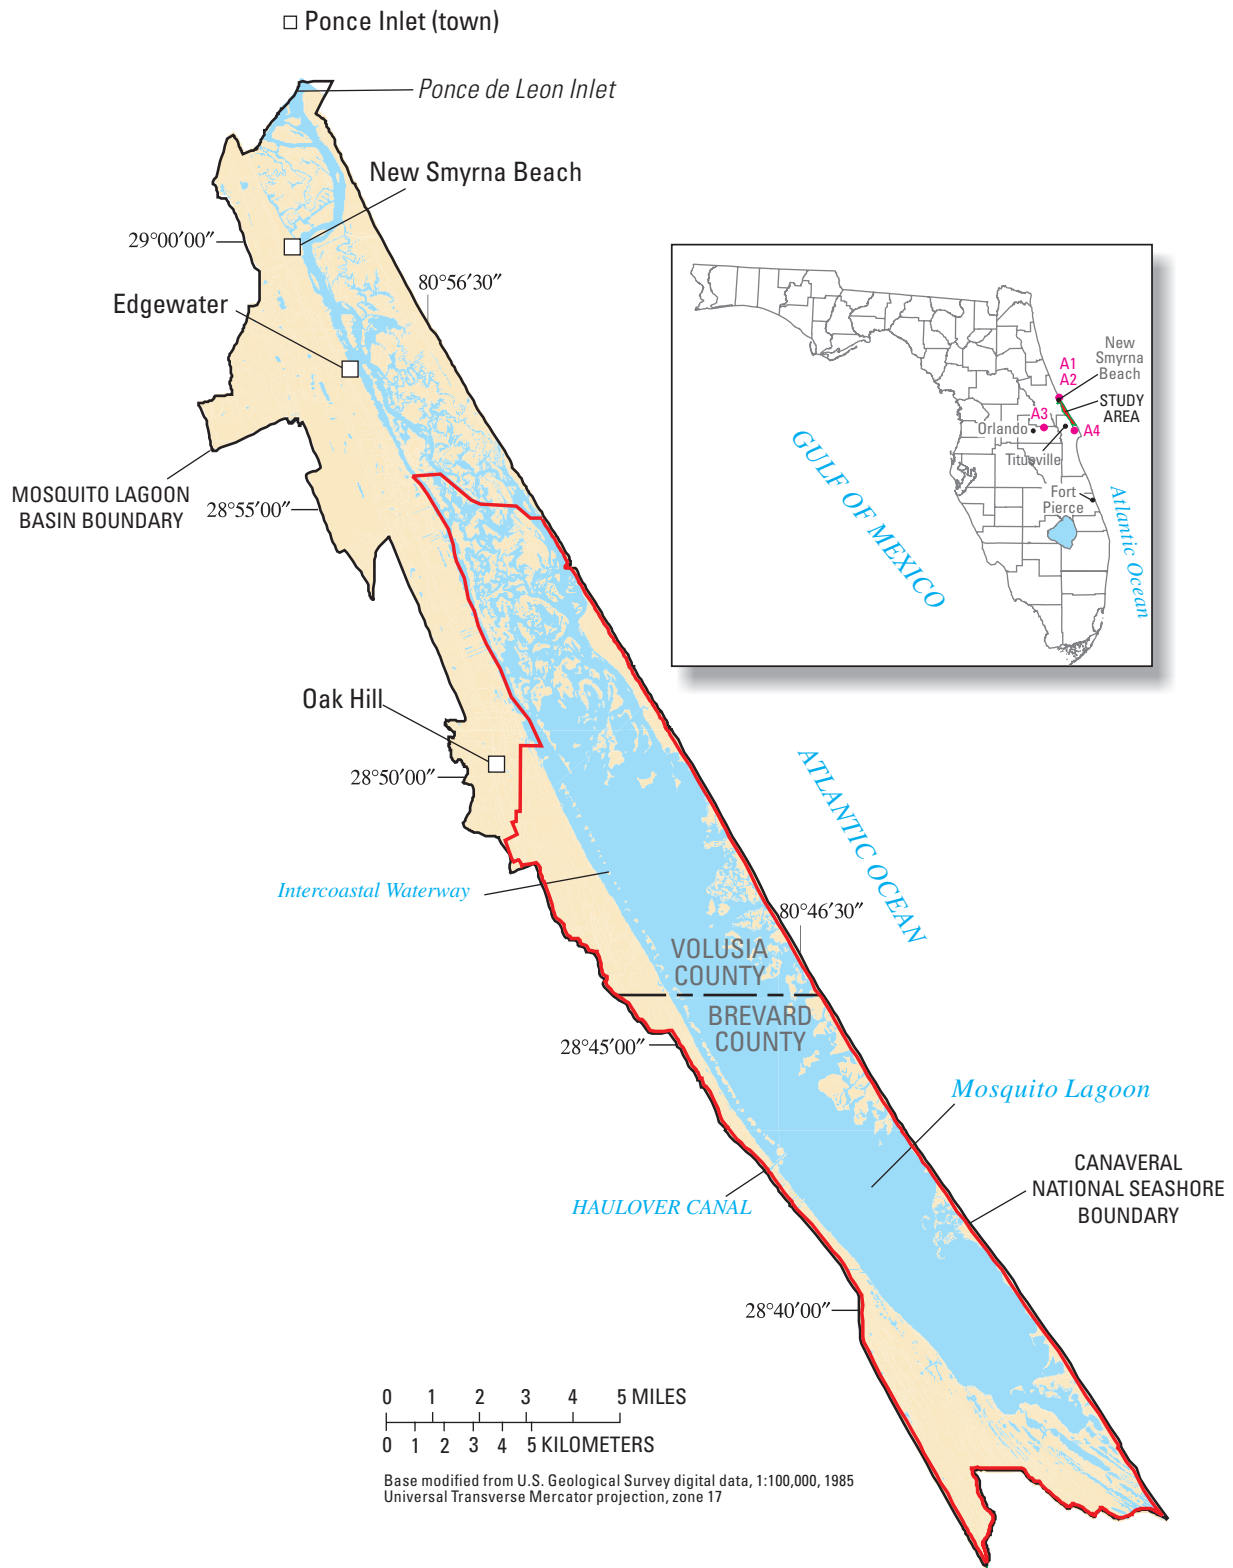 Ponce Inlet (town)
Ponce de Leon Inlet
New Smyrna Beach
29°00′00″
80°56′30″
Edgewater
MOSQUITO LAGOON
BASIN BOUNDARY
28°55′00″
Oak Hill
28°50′00″
Intercoastal Waterway
ATLANTIC OCEAN
80°46′30″
VOLUSIA
COUNTY
BREVARD
COUNTY
28°45′00″
Mosquito Lagoon
HAULOVER CANAL
CANAVERAL
NATIONAL SEASHORE
BOUNDARY
28°40′00″
New
Smyrna
Beach
A1
A2
STUDY
AREA
A3
Orlando
A4
Titusville
Fort
Pierce
GULF OF MEXICO
Atlantic Ocean
0 1 2 3 4 5 MILES
0 1 2 3 4 5 KILOMETERS
Base modified from U.S. Geological Survey digital data, 1:100,000, 1985
Universal Transverse Mercator projection, zone 17